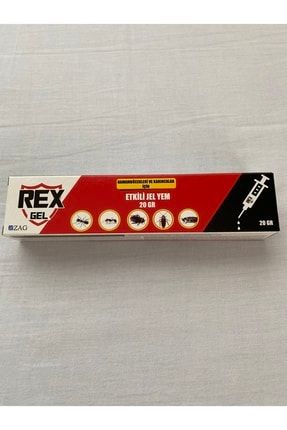 REX
GEL
ZAG
HAMAMBÖCEKLERİ VE KARINCALAR
İÇİN
ETKİLİ JEL YEM
20 GR
20 GR